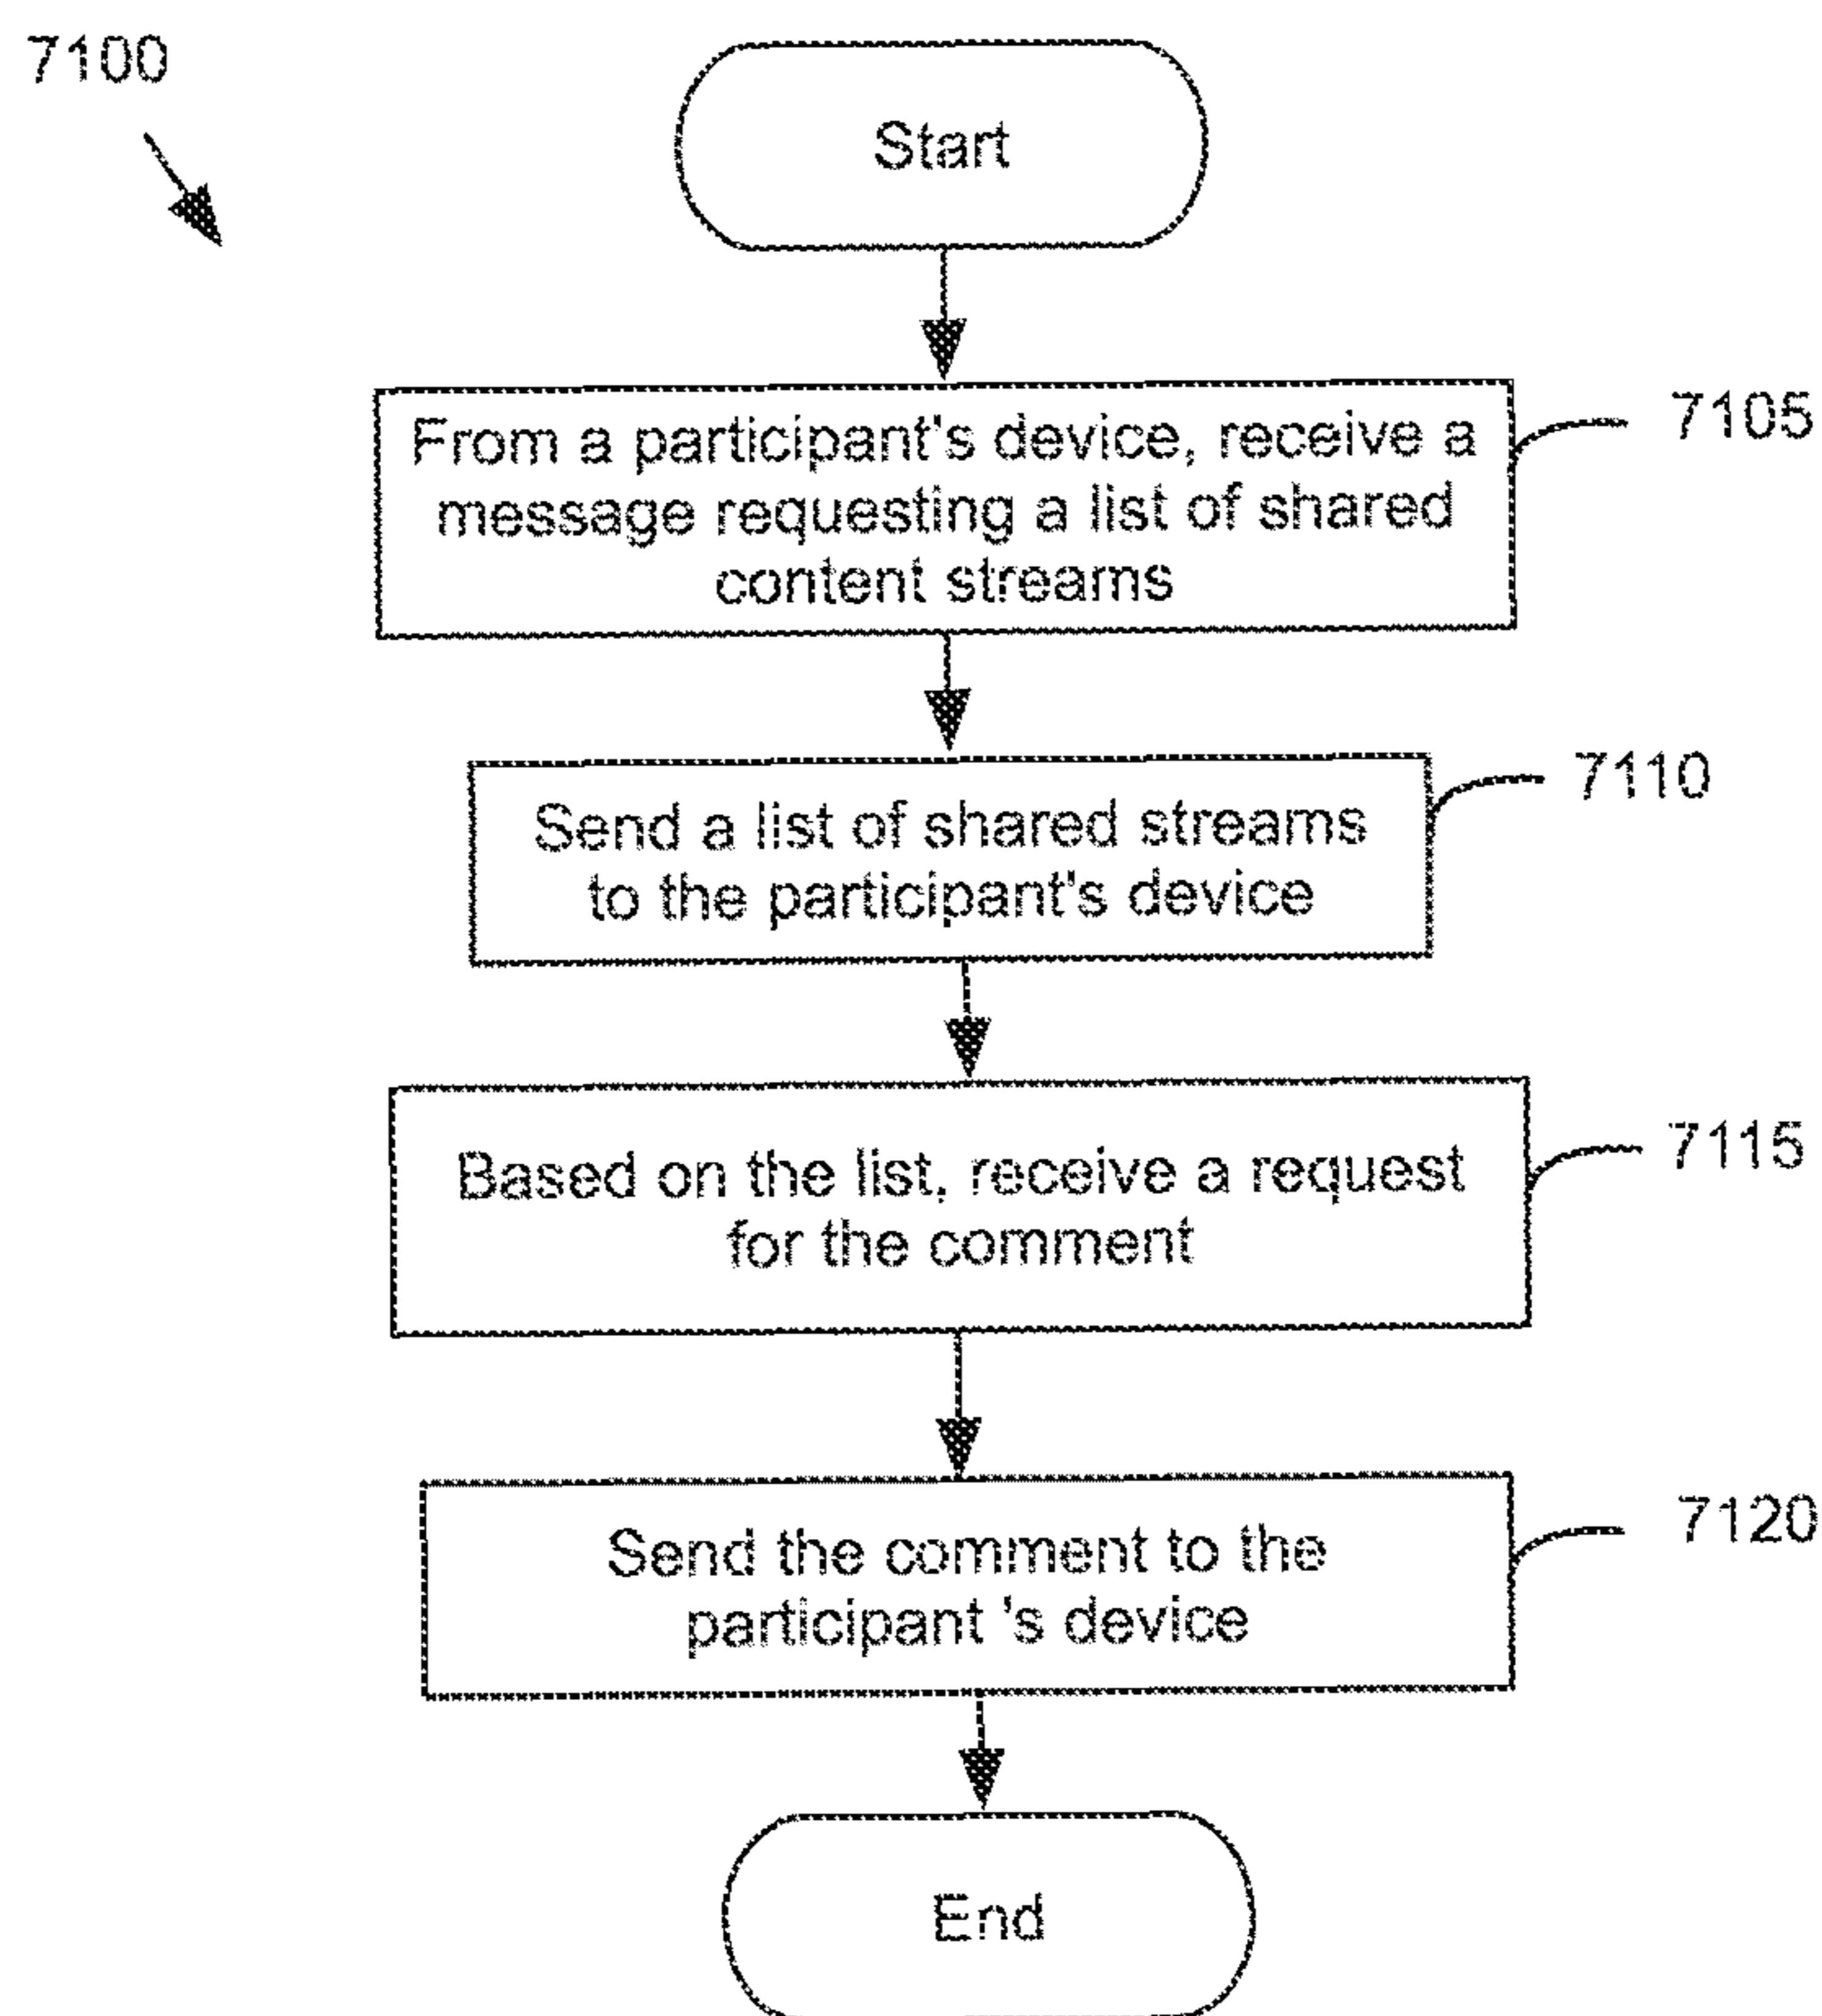 7100
Start
From a participant's device, receive a
message requesting a list of shared
content streams
7105
Send a list of shared streams
to the participant's device
7110
Based on the list, receive a request
for the comment
7115
Send the comment to the
participant 's device
7120
End